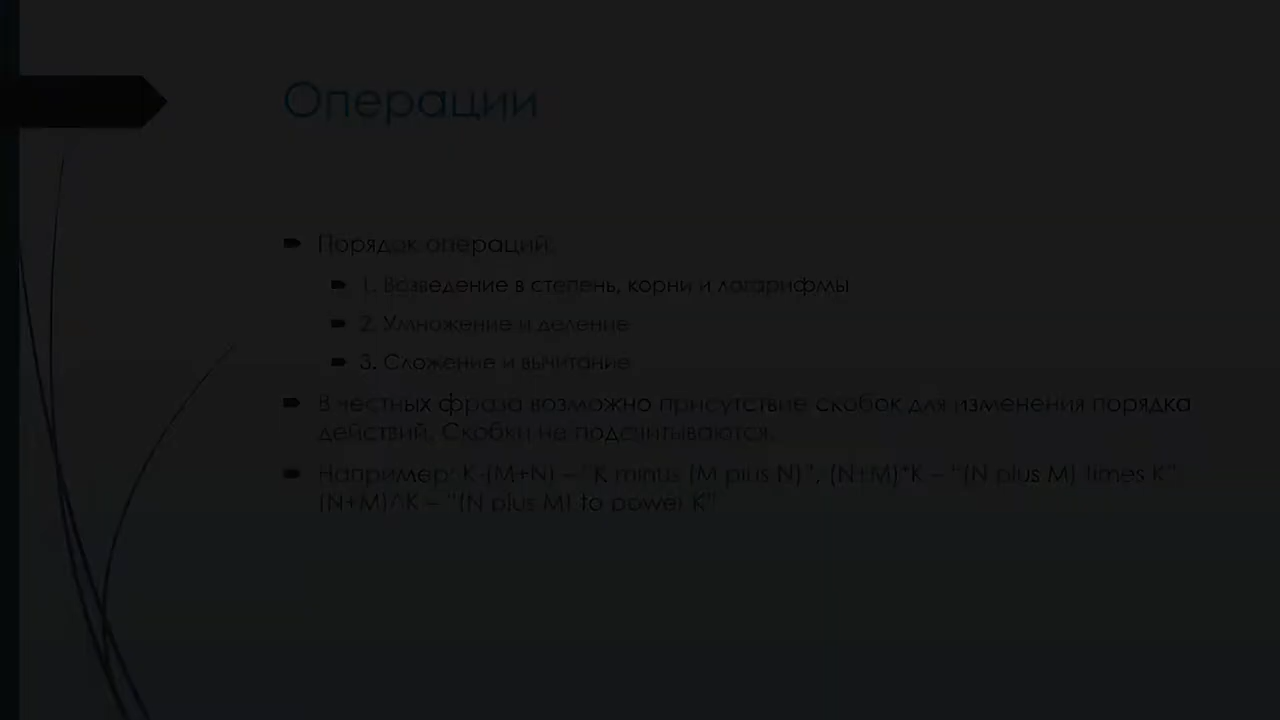 Операции
Порядок операций:
1. Возведение в степень, корни и логарифмы
2. Умножение и деление
3. Сложение и вычитание
В честных фраза возможно присутствие скобок для изменения порядка
действий. Скобки не подсчитываются.
Например: K-(M+N) – "K minus (M plus N)", (N+M)*K – "(N plus M) times K"
(N+M)^K – "(N plus M) to power K"